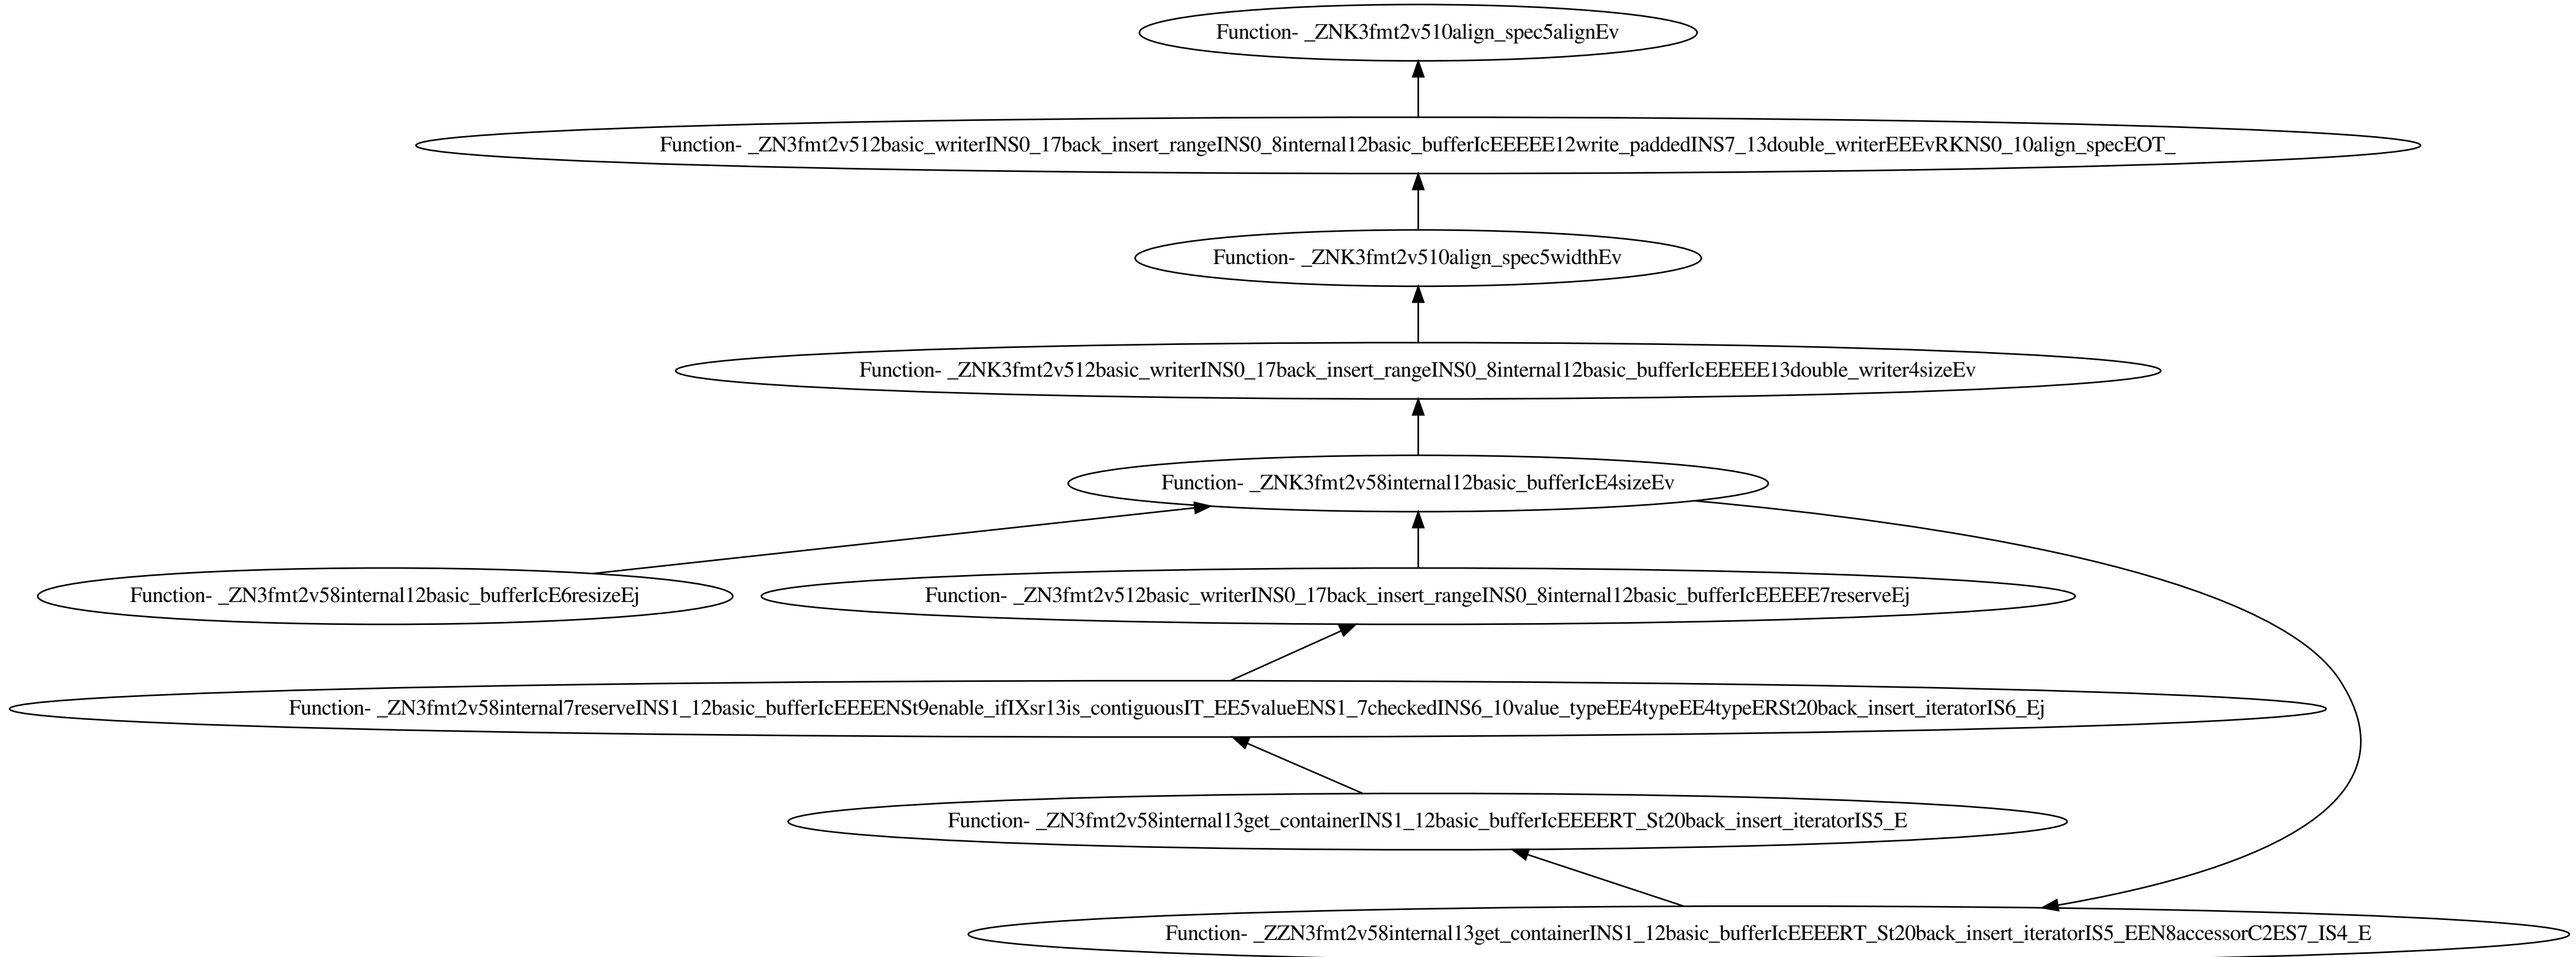 Function- _ZNK3fmt2v510align_spec5alignEv
Function- _ZN3fmt2v512basic_writerINS0_17back_insert_rangeINS0_8internal12basic_bufferIcEEEEE12write_paddedINS7_13double_writerEEEvRKNS0_10align_specEOT_
Function- _ZNK3fmt2v510align_spec5widthEv
Function- _ZNK3fmt2v512basic_writerINS0_17back_insert_rangeINS0_8internal12basic_bufferIcEEEEE13double_writer4sizeEv
Function- _ZNK3fmt2v58internal12basic_bufferIcE4sizeEv
Function- _ZN3fmt2v58internal12basic_bufferIcE6resizeEj
Function- _ZN3fmt2v512basic_writerINS0_17back_insert_rangeINS0_8internal12basic_bufferIcEEEEE7reserveEj
Function- _ZN3fmt2v58internal7reserveINS1_12basic_bufferIcEEEENSt9enable_ifIXsr13is_contiguousIT_EE5valueENS1_7checkedINS6_10value_typeEE4typeEE4typeERSt20back_insert_iteratorIS6_Ej
Function- _ZN3fmt2v58internal13get_containerINS1_12basic_bufferIcEEEERT_St20back_insert_iteratorIS5_E
Function- _ZZN3fmt2v58internal13get_containerINS1_12basic_bufferIcEEEERT_St20back_insert_iteratorIS5_EEN8accessorC2ES7_IS4_E